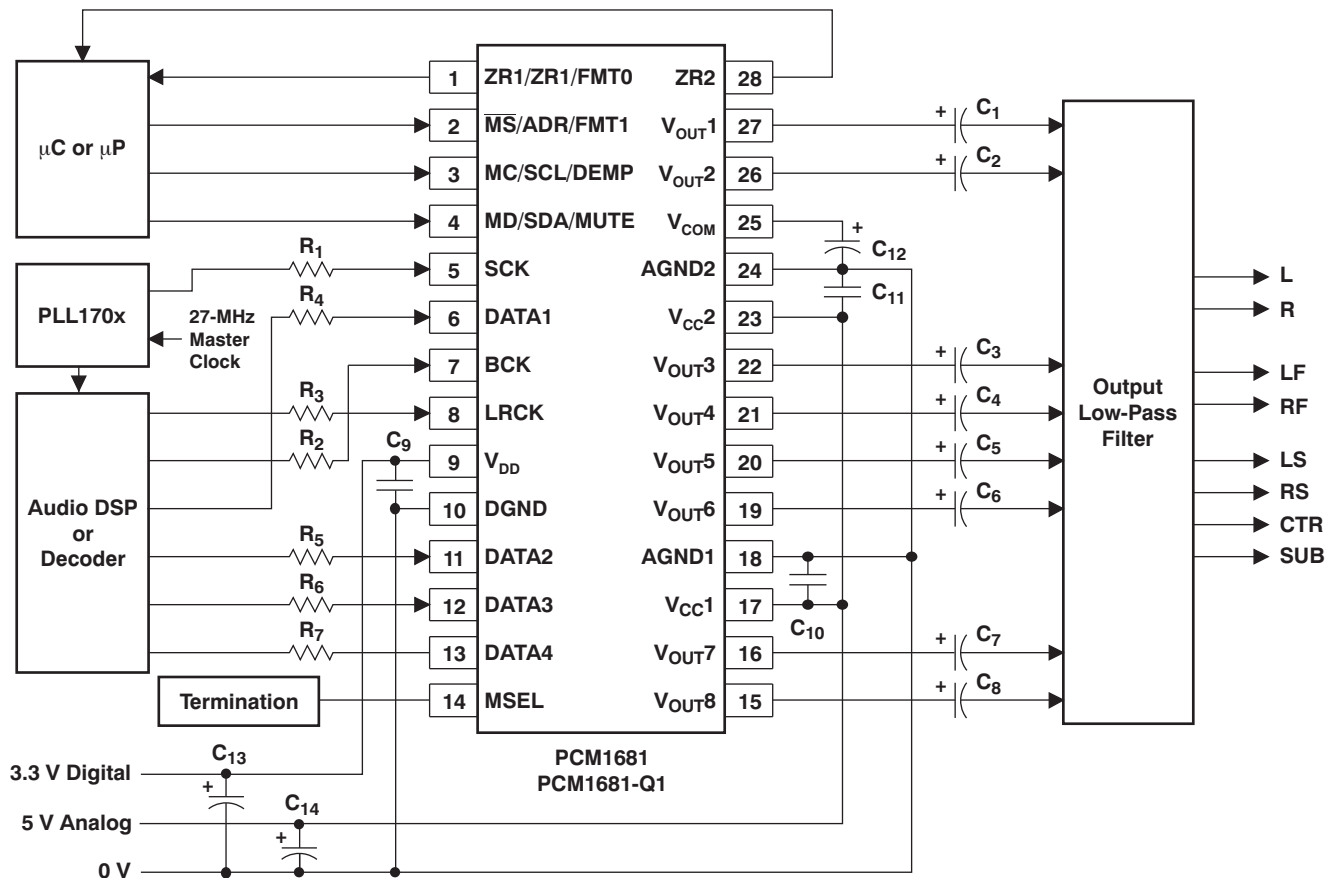 μC or μP
PLL170x
27-MHz
Master
Clock
Audio DSP
or
Decoder
Termination
R1
R4
R3
R2
C9
R5
R6
R7
1 ZR1/ZR1/FMT0
2 M̅S̅/ADR/FMT1
3 MC/SCL/DEMP
4 MD/SDA/MUTE
5 SCK
6 DATA1
7 BCK
8 LRCK
9 VDD
10 DGND
11 DATA2
12 DATA3
13 DATA4
14 MSEL
ZR2 28
VOUT1 27
VOUT2 26
VCOM 25
AGND2 24
VCC2 23
VOUT3 22
VOUT4 21
VOUT5 20
VOUT6 19
AGND1 18
VCC1 17
VOUT7 16
VOUT8 15
PCM1681
PCM1681-Q1
+ C1
+ C2
+ C12
C11
+ C3
+ C4
+ C5
+ C6
C10
+ C7
+ C8
Output
Low-Pass
Filter
L
R
LF
RF
LS
RS
CTR
SUB
C13
3.3 V Digital
+
C14
5 V Analog
+
0 V